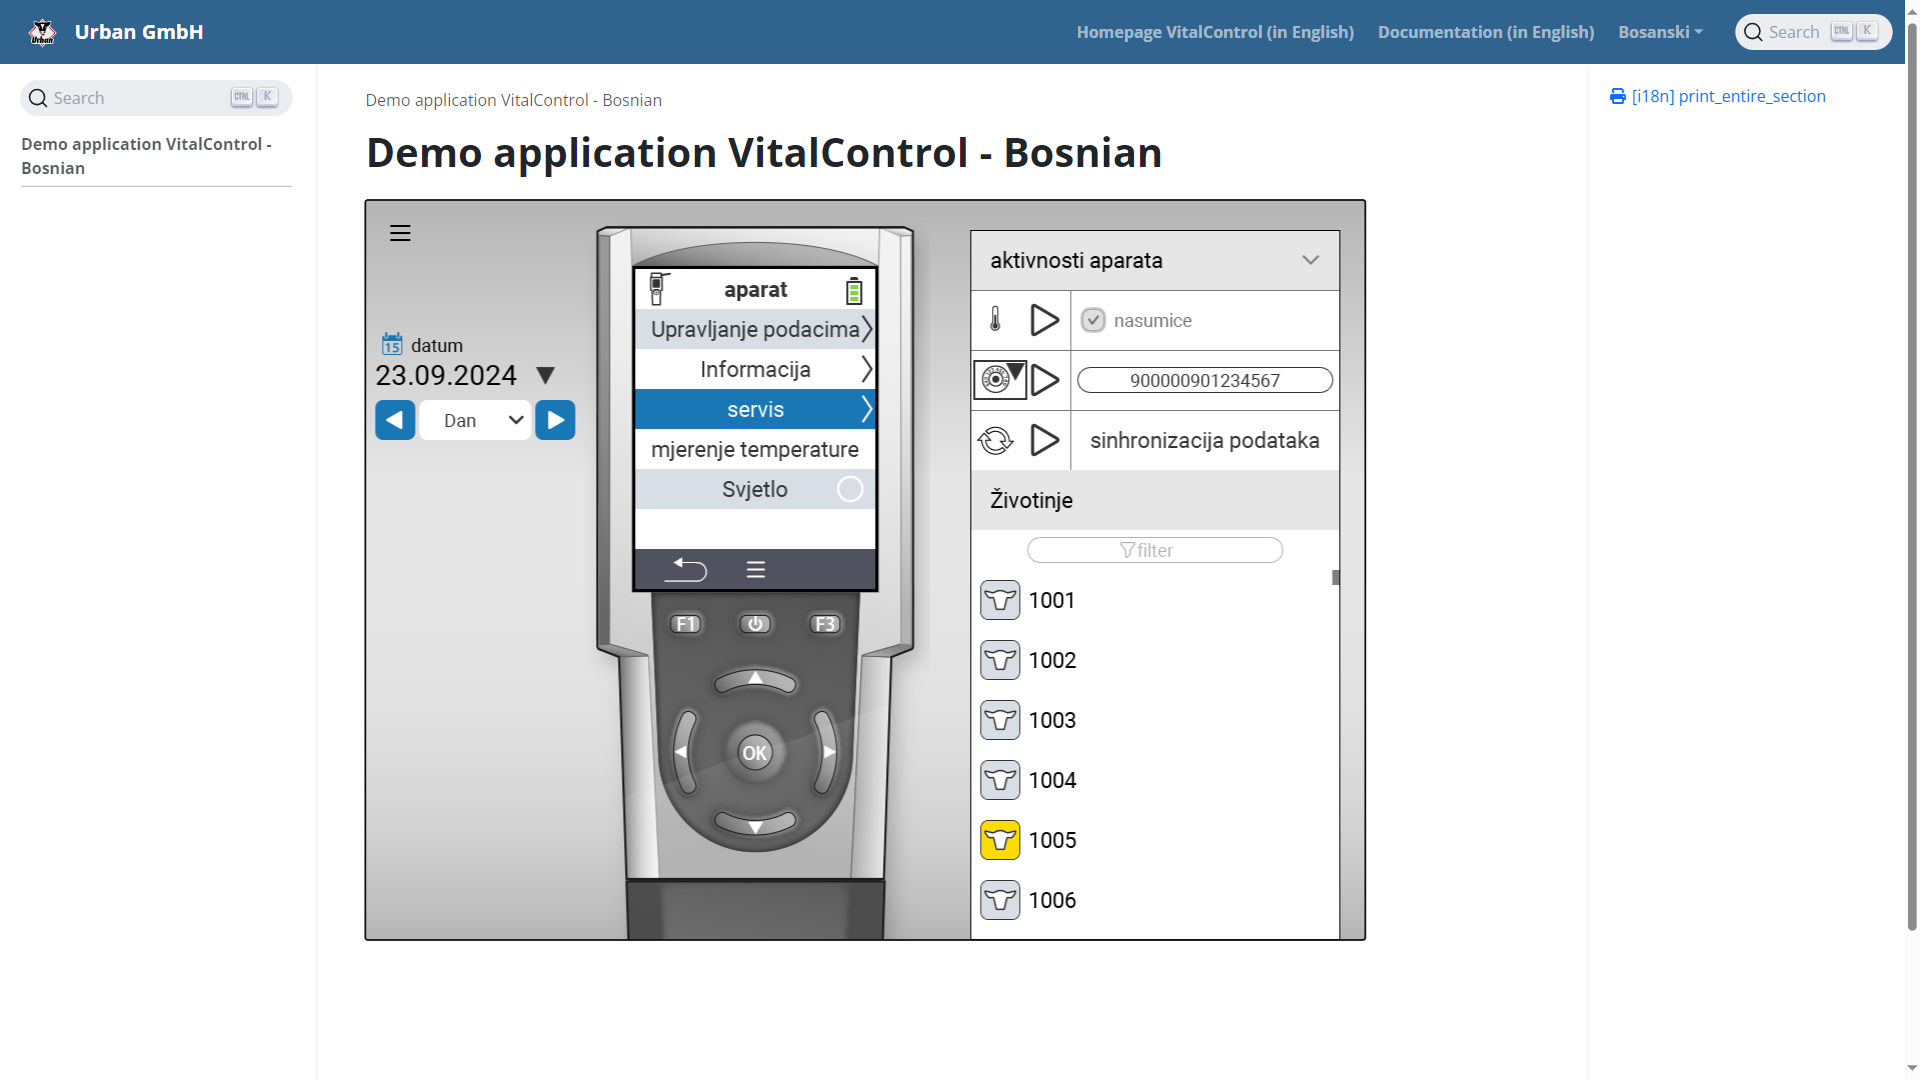 Urban GmbH
Homepage VitalControl (in English)
Documentation (in English)
Bosanski
Search CTRL K
Search CTRL K
Demo application VitalControl - Bosnian
Demo application VitalControl - Bosnian
Demo application VitalControl - Bosnian
[i18n] print_entire_section
15 datum
23.09.2024
Dan
aparat
Upravljanje podacima
Informacija
servis
mjerenje temperature
Svjetlo
F1
F3
OK
aktivnosti aparata
nasumice
900000901234567
sinhronizacija podataka
Životinje
filter
1001
1002
1003
1004
1005
1006